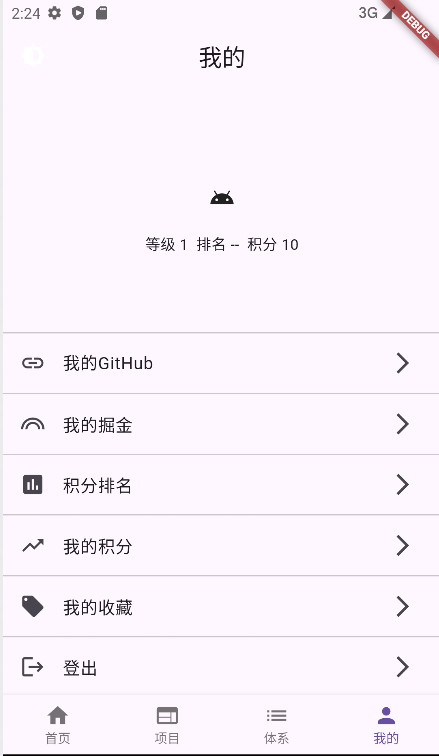 2:24
3G
DEBUG
我的
等级 1 排名 -- 积分 10
我的GitHub
我的掘金
积分排名
我的积分
我的收藏
登出
首页 项目 体系 我的